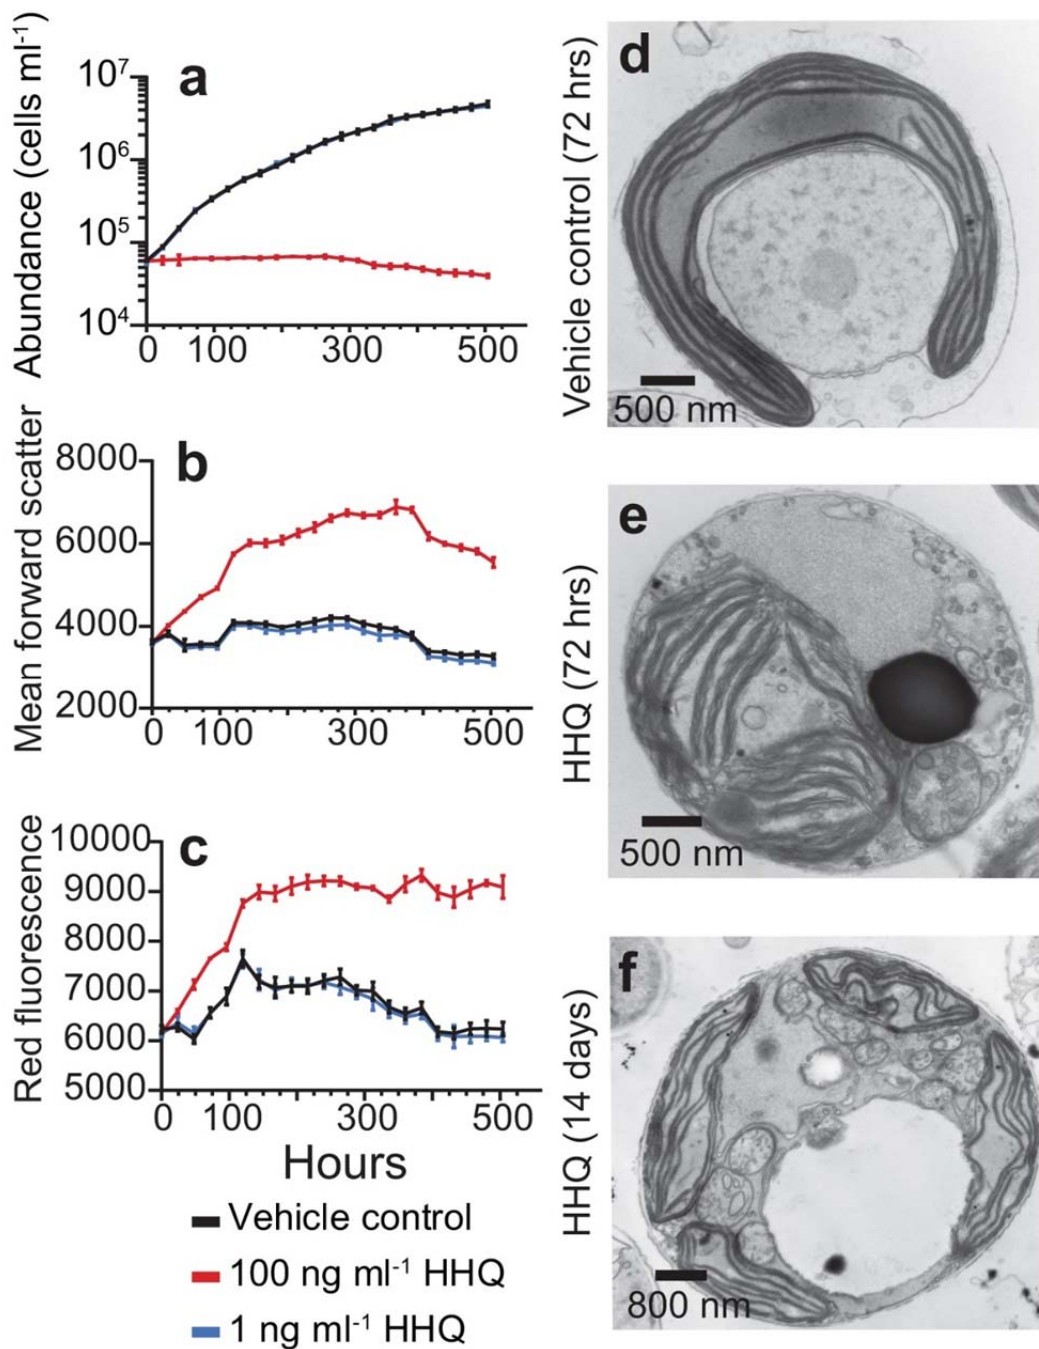 a
Abundance (cells ml⁻¹)
10⁷
10⁶
10⁵
10⁴
0 100 300 500
b
Mean forward scatter
8000
6000
4000
2000
0 100 300 500
c
Red fluorescence
10000
9000
8000
7000
6000
5000
0 100 300 500
Hours
Vehicle control
100 ng ml⁻¹ HHQ
1 ng ml⁻¹ HHQ
Vehicle control (72 hrs)
d
500 nm
HHQ (72 hrs)
e
500 nm
HHQ (14 days)
f
800 nm